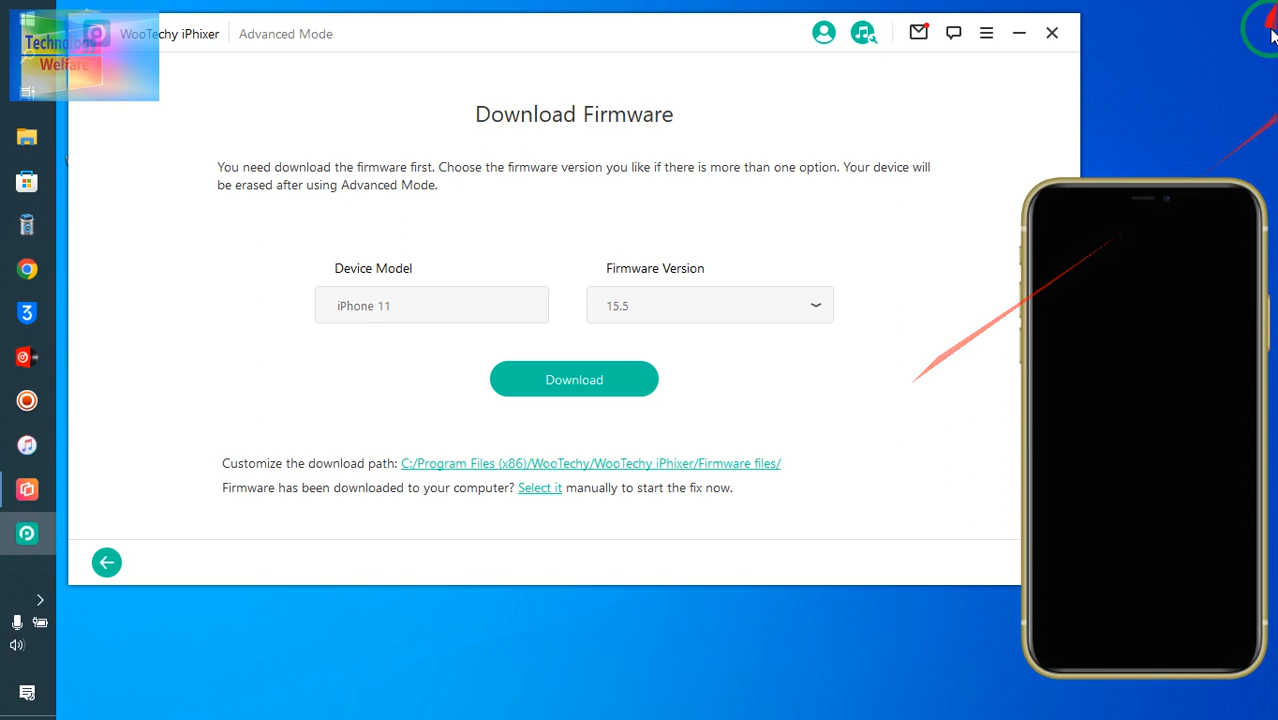 Technology
Welfare
WooTechy iPhixer
Advanced Mode
Download Firmware
You need download the firmware first. Choose the firmware version you like if there is more than one option. Your device will
be erased after using Advanced Mode.
Device Model
Firmware Version
iPhone 11
15.5
Download
Customize the download path: C:/Program Files (x86)/WooTechy/WooTechy iPhixer/Firmware files/
Firmware has been downloaded to your computer? Select it manually to start the fix now.